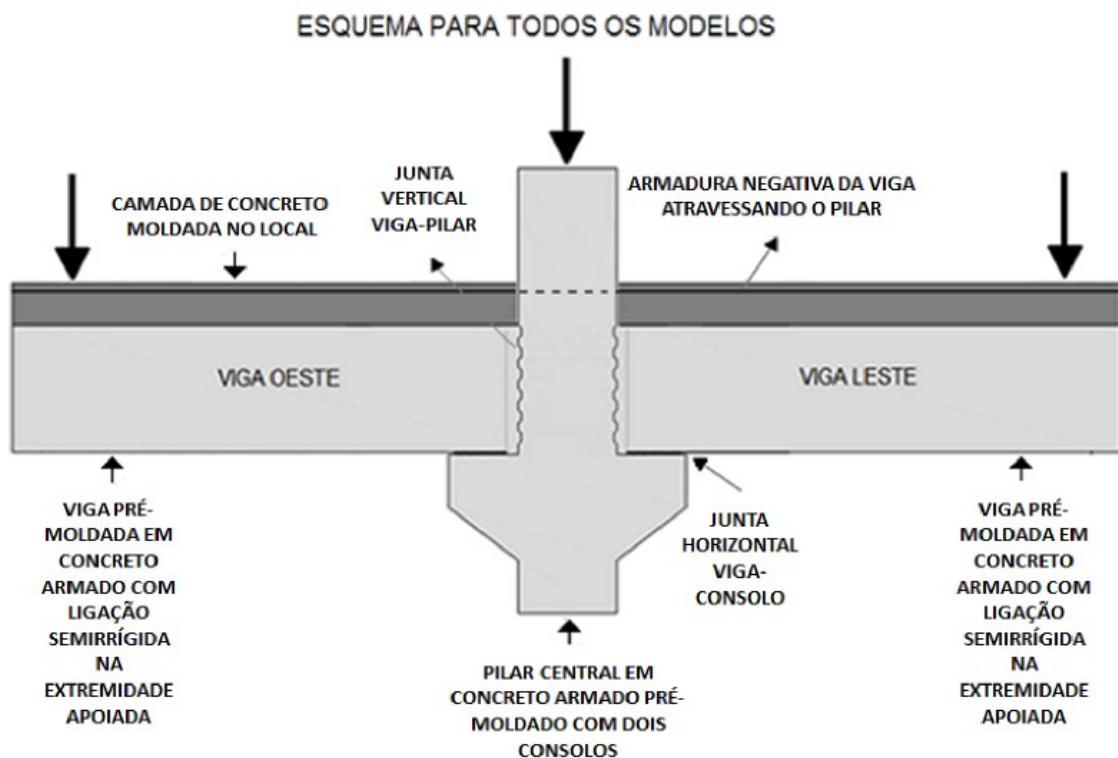 ESQUEMA PARA TODOS OS MODELOS
CAMADA DE CONCRETO
MOLDADA NO LOCAL
JUNTA
VERTICAL
VIGA-PILAR
ARMADURA NEGATIVA DA VIGA
ATRAVESSANDO O PILAR
VIGA OESTE
VIGA LESTE
VIGA PRÉ-
MOLDADA EM
CONCRETO
ARMADO COM
LIGAÇÃO
SEMIRRÍGIDA
NA
EXTREMIDADE
APOIADA
PILAR CENTRAL EM
CONCRETO ARMADO PRÉ-
MOLDADO COM DOIS
CONSOLOS
JUNTA
HORIZONTAL
VIGA-
CONSOLO
VIGA PRÉ-
MOLDADA EM
CONCRETO
ARMADO COM
LIGAÇÃO
SEMIRRÍGIDA
NA
EXTREMIDADE
APOIADA